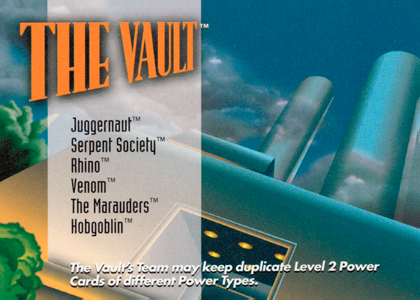 THE VAULT™
Juggernaut™
Serpent Society™
Rhino™
Venom™
The Marauders™
Hobgoblin™
The Vault's Team may keep duplicate Level 2 Power
Cards of different Power Types.